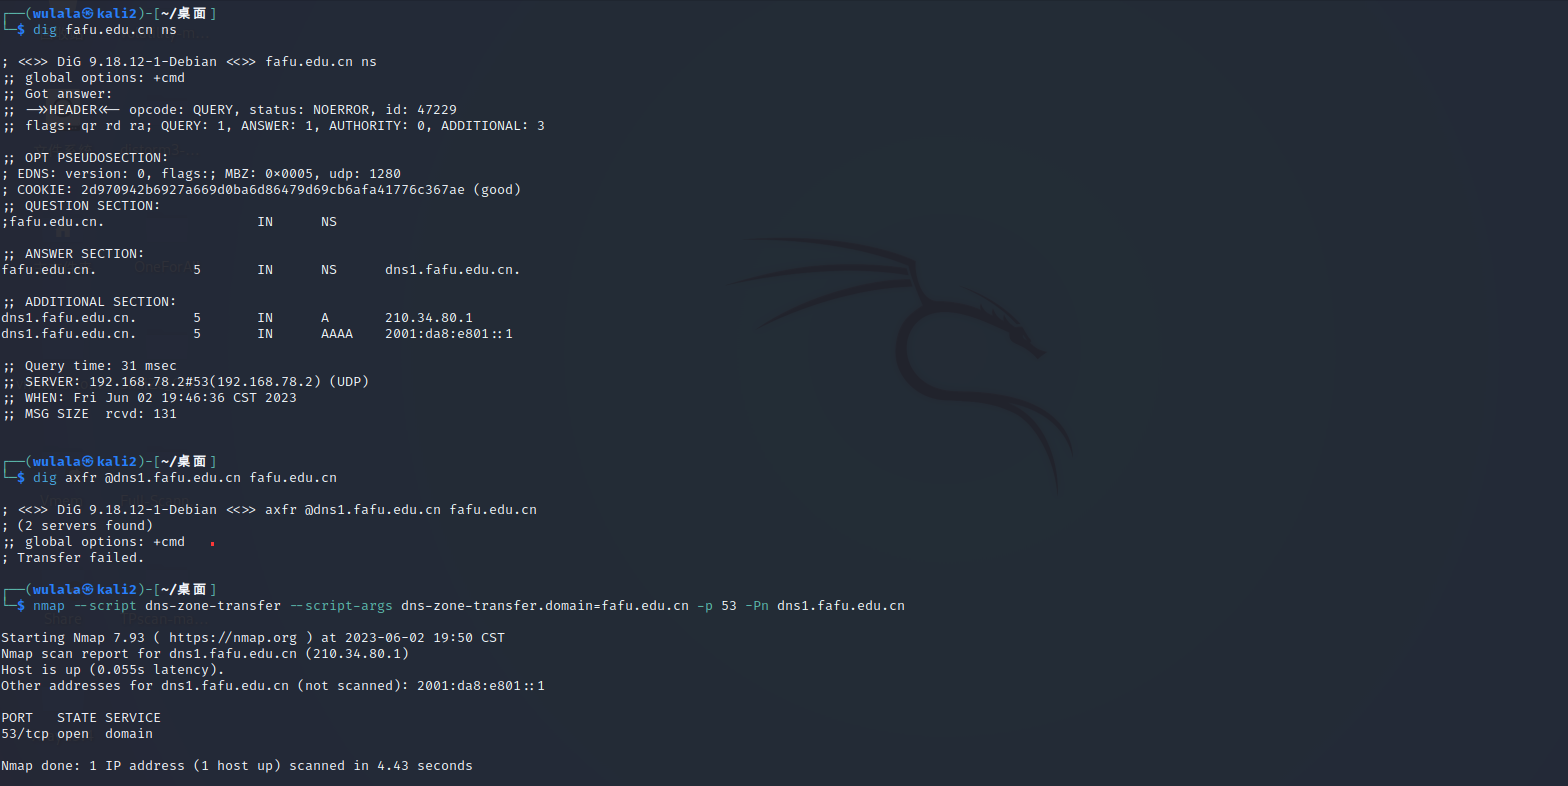 ┌──(wulala㉿kali2)-[~/桌面]
└─$ dig fafu.edu.cn ns
; <<>> DiG 9.18.12-1-Debian <<>> fafu.edu.cn ns
;; global options: +cmd
;; Got answer:
;; ->>HEADER<<- opcode: QUERY, status: NOERROR, id: 47229
;; flags: qr rd ra; QUERY: 1, ANSWER: 1, AUTHORITY: 0, ADDITIONAL: 3
;; OPT PSEUDOSECTION:
; EDNS: version: 0, flags:; MBZ: 0x0005, udp: 1280
; COOKIE: 2d970942b6927a669d0ba6d86479d69cb6afa41776c367ae (good)
;; QUESTION SECTION:
;fafu.edu.cn. IN NS
;; ANSWER SECTION:
fafu.edu.cn. 5 IN NS dns1.fafu.edu.cn.
;; ADDITIONAL SECTION:
dns1.fafu.edu.cn. 5 IN A 210.34.80.1
dns1.fafu.edu.cn. 5 IN AAAA 2001:da8:e801::1
;; Query time: 31 msec
;; SERVER: 192.168.78.2#53(192.168.78.2) (UDP)
;; WHEN: Fri Jun 02 19:46:36 CST 2023
;; MSG SIZE  rcvd: 131
┌──(wulala㉿kali2)-[~/桌面]
└─$ dig axfr @dns1.fafu.edu.cn fafu.edu.cn
; <<>> DiG 9.18.12-1-Debian <<>> axfr @dns1.fafu.edu.cn fafu.edu.cn
; (2 servers found)
;; global options: +cmd
; Transfer failed.
┌──(wulala㉿kali2)-[~/桌面]
└─$ nmap --script dns-zone-transfer --script-args dns-zone-transfer.domain=fafu.edu.cn -p 53 -Pn dns1.fafu.edu.cn
Starting Nmap 7.93 ( https://nmap.org ) at 2023-06-02 19:50 CST
Nmap scan report for dns1.fafu.edu.cn (210.34.80.1)
Host is up (0.055s latency).
Other addresses for dns1.fafu.edu.cn (not scanned): 2001:da8:e801::1
PORT   STATE SERVICE
53/tcp open  domain
Nmap done: 1 IP address (1 host up) scanned in 4.43 seconds